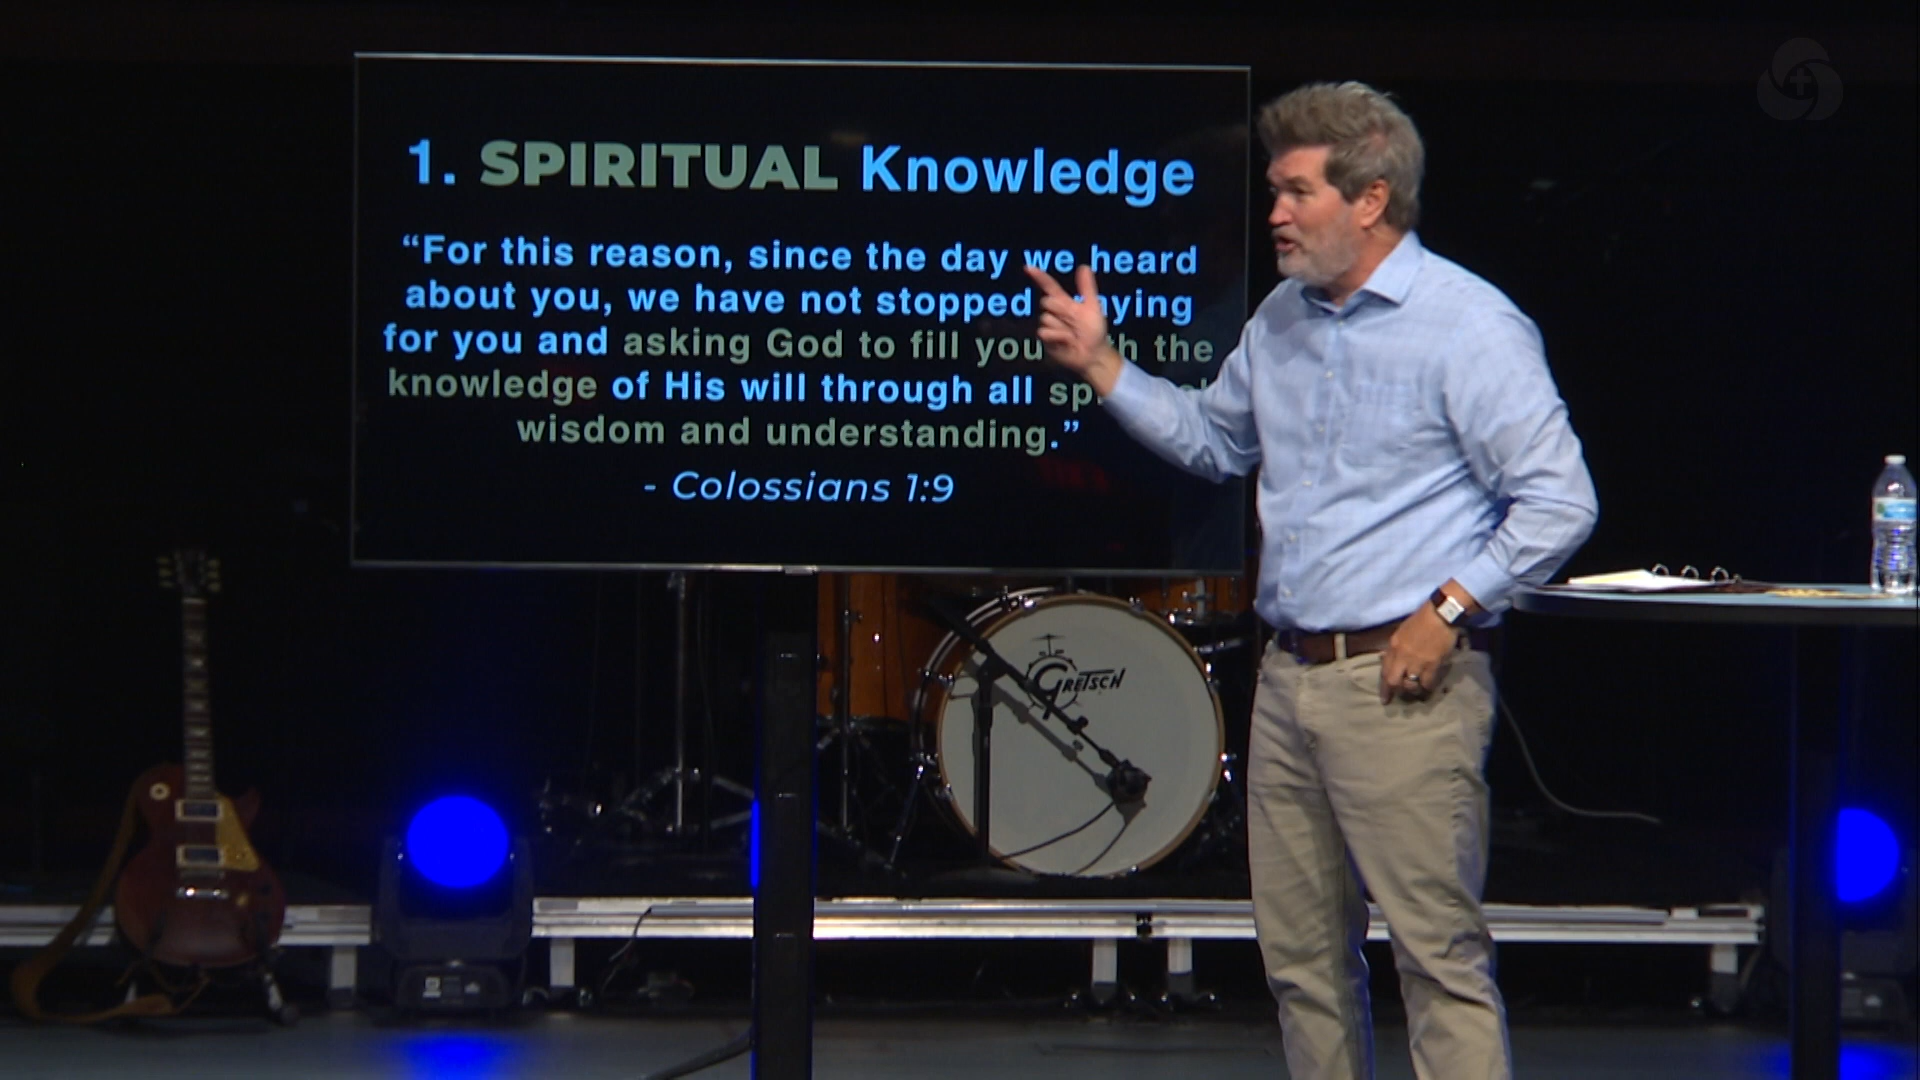 1. SPIRITUAL Knowledge
“For this reason, since the day we heard
about you, we have not stopped
for you and asking God to fill you the
knowledge of His will through all
wisdom and understanding.”
- Colossians 1:9
GRETSCH